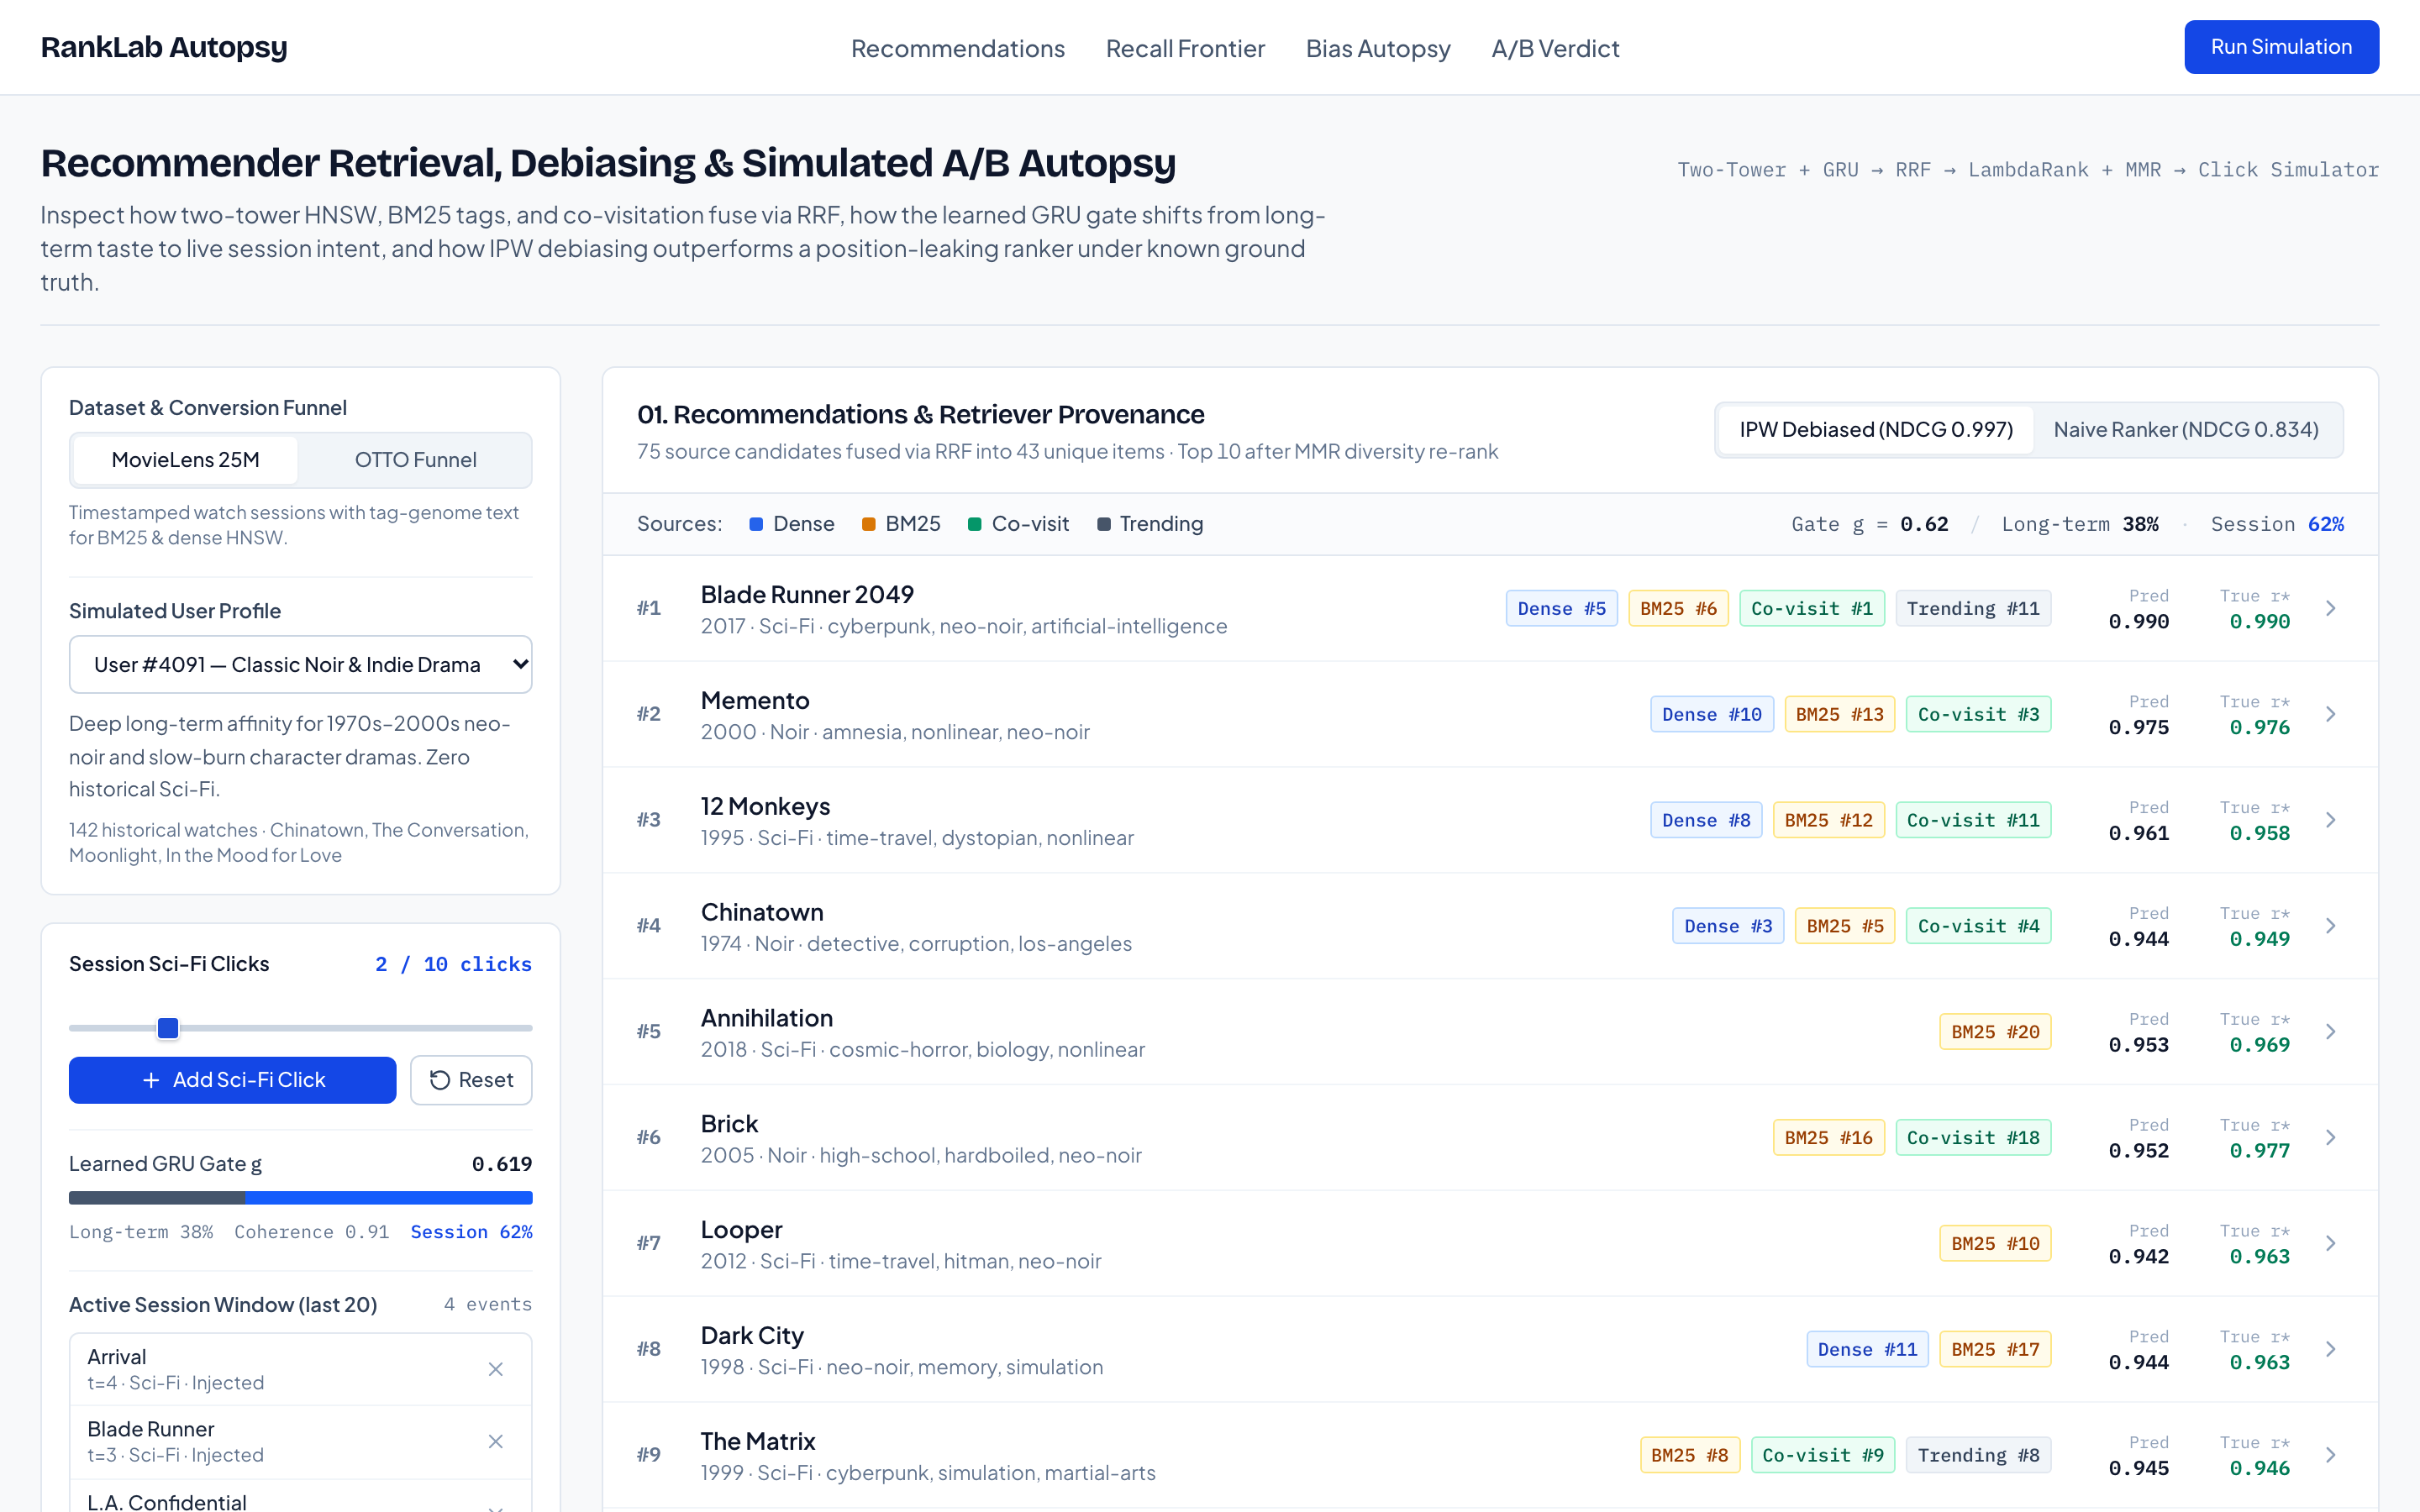 RankLab Autopsy
Recommendations
Recall Frontier
Bias Autopsy
A/B Verdict
Run Simulation
Recommender Retrieval, Debiasing & Simulated A/B Autopsy
Two-Tower + GRU → RRF → LambdaRank + MMR → Click Simulator
Inspect how two-tower HNSW, BM25 tags, and co-visitation fuse via RRF, how the learned GRU gate shifts from long-
term taste to live session intent, and how IPW debiasing outperforms a position-leaking ranker under known ground
truth.
Dataset & Conversion Funnel
MovieLens 25M
OTTO Funnel
Timestamped watch sessions with tag-genome text
for BM25 & dense HNSW.
Simulated User Profile
User #4091 — Classic Noir & Indie Drama
Deep long-term affinity for 1970s–2000s neo-
noir and slow-burn character dramas. Zero
historical Sci-Fi.
142 historical watches · Chinatown, The Conversation,
Moonlight, In the Mood for Love
Session Sci-Fi Clicks
2 / 10 clicks
Add Sci-Fi Click
Reset
Learned GRU Gate g
0.619
Long-term 38% Coherence 0.91 Session 62%
Active Session Window (last 20)
4 events
Arrival
t=4 · Sci-Fi · Injected
Blade Runner
t=3 · Sci-Fi · Injected
L.A. Confidential
01. Recommendations & Retriever Provenance
75 source candidates fused via RRF into 43 unique items · Top 10 after MMR diversity re-rank
IPW Debiased (NDCG 0.997)
Naive Ranker (NDCG 0.834)
Sources: Dense BM25 Co-visit Trending
Gate g = 0.62 / Long-term 38% · Session 62%
#1
Blade Runner 2049
2017 · Sci-Fi · cyberpunk, neo-noir, artificial-intelligence
Dense #5 BM25 #6 Co-visit #1 Trending #11
Pred
0.990
True r*
0.990
#2
Memento
2000 · Noir · amnesia, nonlinear, neo-noir
Dense #10 BM25 #13 Co-visit #3
Pred
0.975
True r*
0.976
#3
12 Monkeys
1995 · Sci-Fi · time-travel, dystopian, nonlinear
Dense #8 BM25 #12 Co-visit #11
Pred
0.961
True r*
0.958
#4
Chinatown
1974 · Noir · detective, corruption, los-angeles
Dense #3 BM25 #5 Co-visit #4
Pred
0.944
True r*
0.949
#5
Annihilation
2018 · Sci-Fi · cosmic-horror, biology, nonlinear
BM25 #20
Pred
0.953
True r*
0.969
#6
Brick
2005 · Noir · high-school, hardboiled, neo-noir
BM25 #16 Co-visit #18
Pred
0.952
True r*
0.977
#7
Looper
2012 · Sci-Fi · time-travel, hitman, neo-noir
BM25 #10
Pred
0.942
True r*
0.963
#8
Dark City
1998 · Sci-Fi · neo-noir, memory, simulation
Dense #11 BM25 #17
Pred
0.944
True r*
0.963
#9
The Matrix
1999 · Sci-Fi · cyberpunk, simulation, martial-arts
BM25 #8 Co-visit #9 Trending #8
Pred
0.945
True r*
0.946